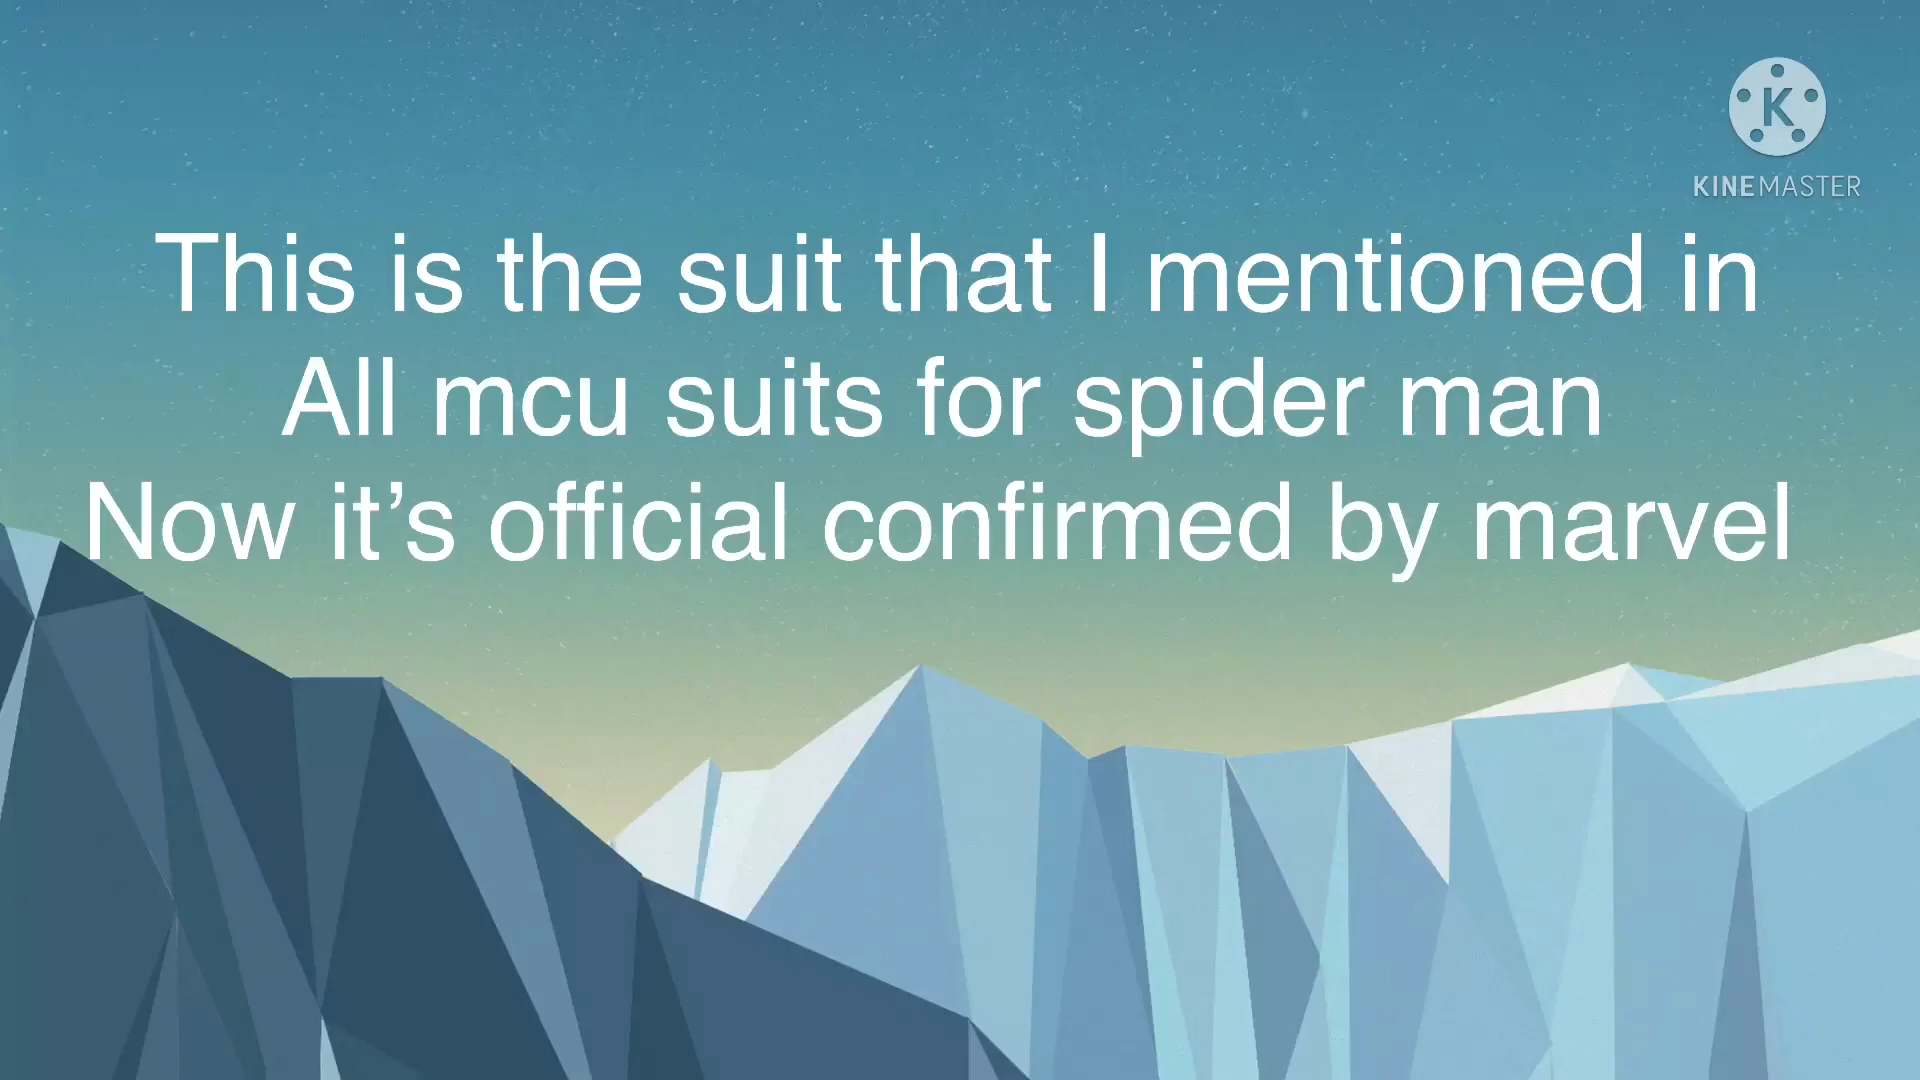 K
KINEMASTER
This is the suit that I mentioned in
All mcu suits for spider man
Now it’s official confirmed by marvel